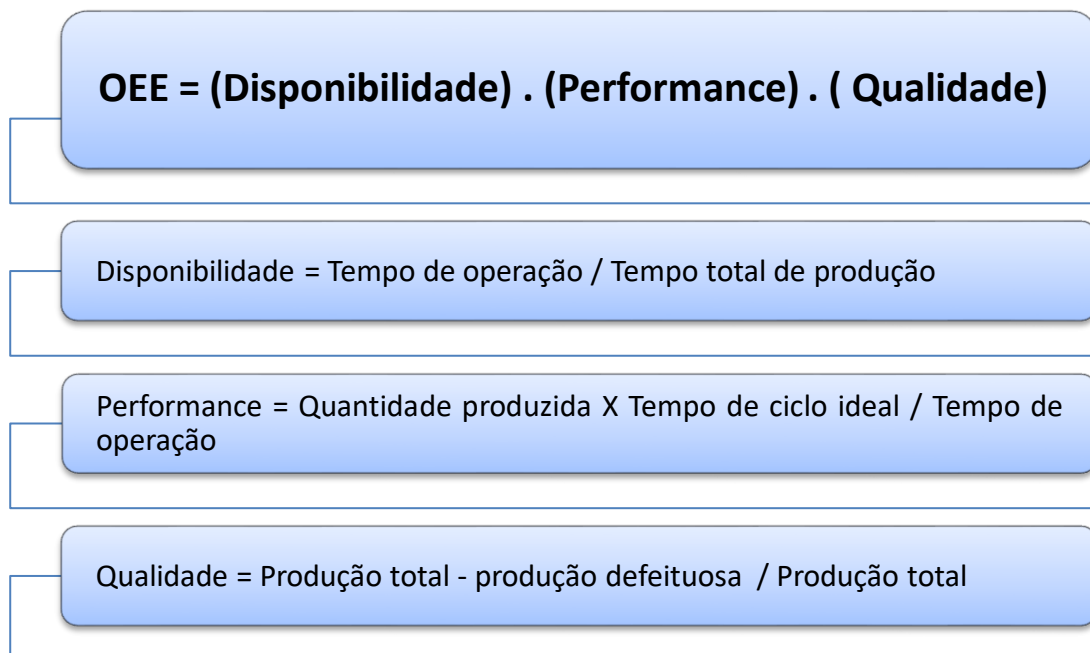 OEE = (Disponibilidade) . (Performance) . ( Qualidade)
Disponibilidade = Tempo de operação / Tempo total de produção
Performance = Quantidade produzida X Tempo de ciclo ideal / Tempo de
operação
Qualidade = Produção total - produção defeituosa / Produção total